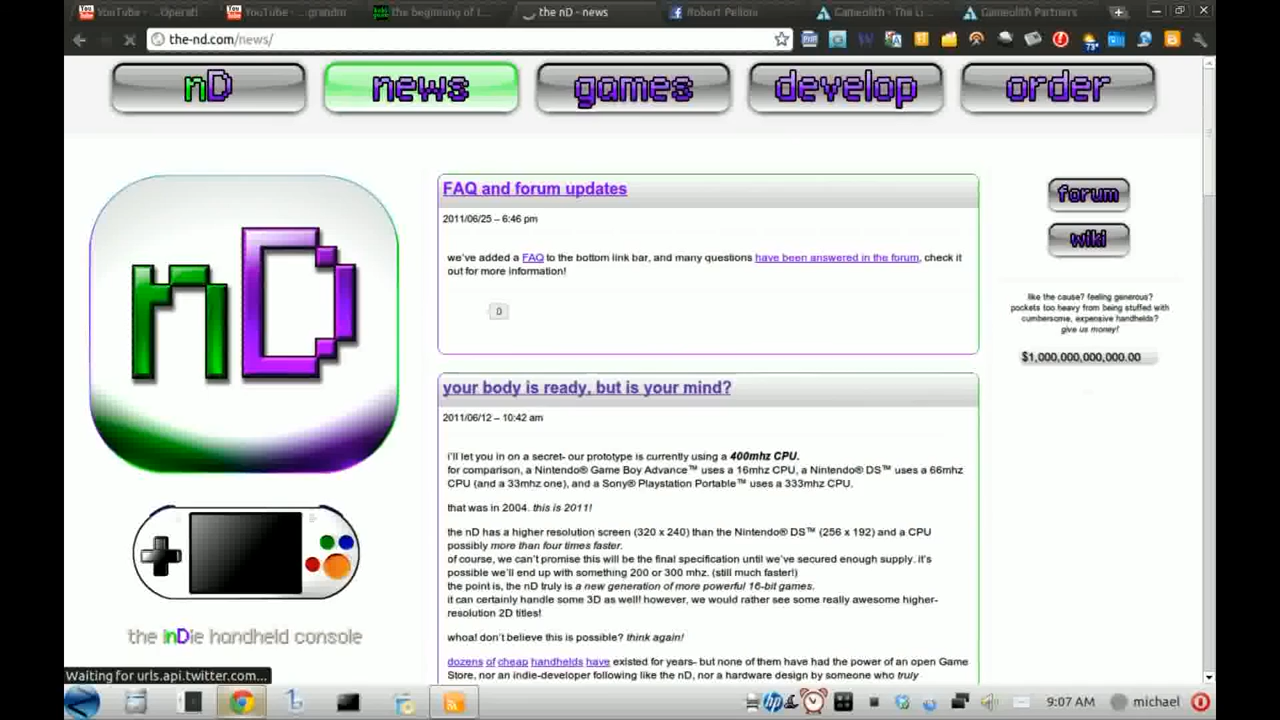 YouTube - ...Operati
YouTube - ...grandm
the beginning of t...
the nD - news
Robert Pelloni
Gameolith - The Li...
Gameolith Partners
the-nd.com/news/
nD
news
games
develop
order
nD
the inDie handheld console
FAQ and forum updates
2011/06/25 – 6:46 pm
we've added a FAQ to the bottom link bar, and many questions have been answered in the forum, check it
out for more information!
0
your body is ready, but is your mind?
2011/06/12 – 10:42 am
i'll let you in on a secret- our prototype is currently using a 400mhz CPU.
for comparison, a Nintendo® Game Boy Advance™ uses a 16mhz CPU, a Nintendo® DS™ uses a 66mhz
CPU (and a 33mhz one), and a Sony® Playstation Portable™ uses a 333mhz CPU.
that was in 2004. this is 2011!
the nD has a higher resolution screen (320 x 240) than the Nintendo® DS™ (256 x 192) and a CPU
possibly more than four times faster.
of course, we can't promise this will be the final specification until we've secured enough supply. it's
possible we'll end up with something 200 or 300 mhz. (still much faster!)
the point is, the nD truly is a new generation of more powerful 16-bit games.
it can certainly handle some 3D as well! however, we would rather see some really awesome higher-
resolution 2D titles!
whoa! don't believe this is possible? think again!
dozens of cheap handhelds have existed for years- but none of them have had the power of an open Game
Store, nor an indie-developer following like the nD, nor a hardware design by someone who truly
forum
wiki
like the cause? feeling generous?
pockets too heavy from being stuffed with
cumbersome, expensive handhelds?
give us money!
$1,000,000,000,000.00
Waiting for urls.api.twitter.com...
9:07 AM
michael